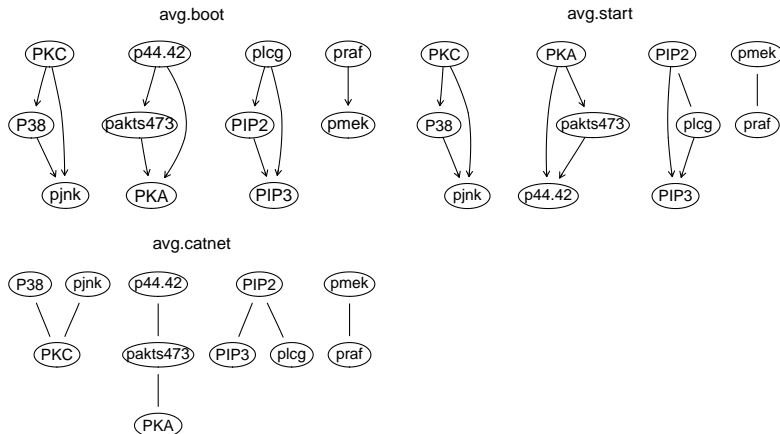 avg.boot
PKC p44.42 plcg praf
P38 pakts473 PIP2 pmek
pjnk PKA PIP3
avg.start
PKC PKA PIP2 pmek
P38 pakts473 plcg praf
pjnk p44.42 PIP3
avg.catnet
P38 pjnk p44.42 PIP2 pmek
PKC pakts473 PIP3 plcg praf
PKA